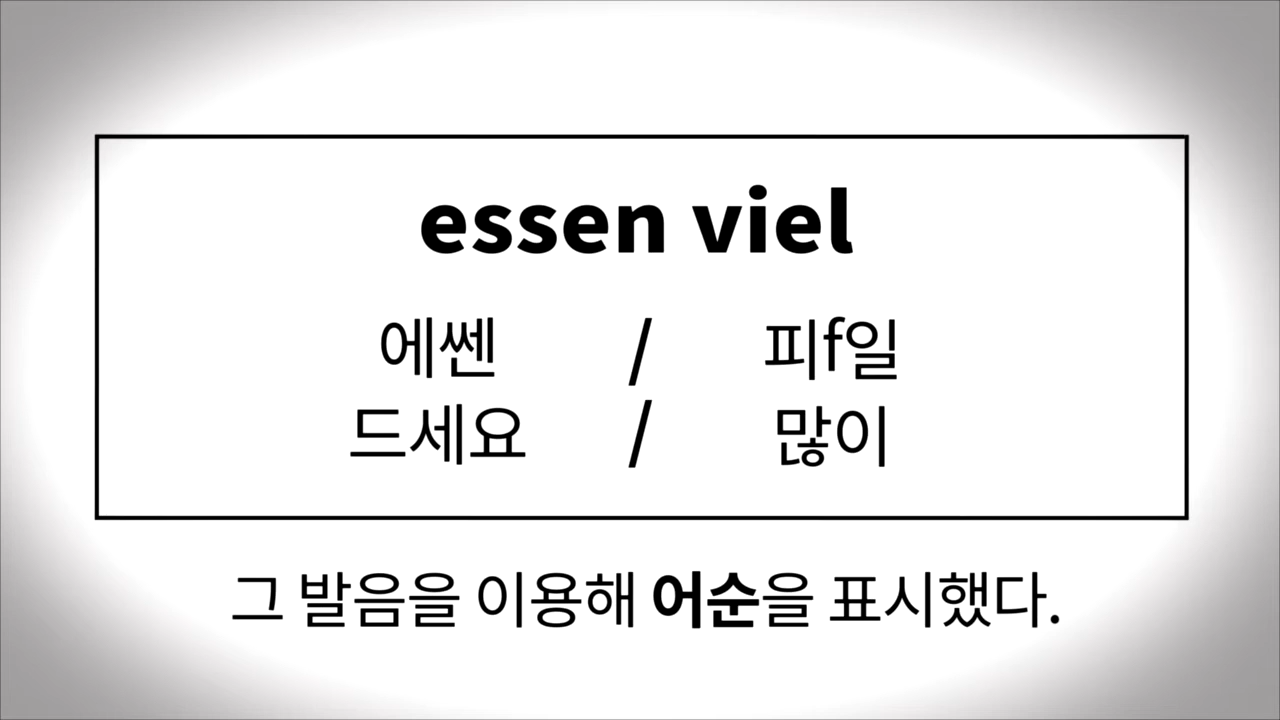 essen viel
에쎈 / 피f일
드세요 / 많이
그 발음을 이용해 어순을 표시했다.